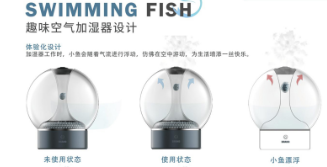 SWIMMING FISH
趣味空气加湿器设计
体验化设计
加湿器工作时，小鱼会随着气流进行浮动，仿佛在空中游动，为生活增添一丝快乐。
未使用状态
使用状态
小鱼漂浮